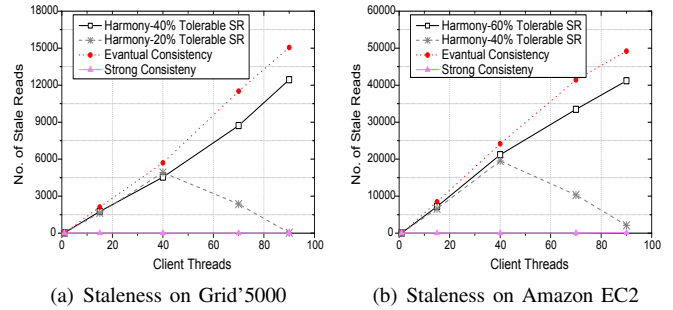 18000
15000
12000
9000
6000
3000
0
No. of Stale Reads
Harmony-40% Tolerable SR
Harmony-20% Tolerable SR
Evantual Consistency
Strong Consisteny
0 20 40 60 80 100
Client Threads
(a) Staleness on Grid'5000
60000
50000
40000
30000
20000
10000
0
No. of Stale Reads
Harmony-60% Tolerable SR
Harmony-40% Tolerable SR
Evantual Consistency
Strong Consisteny
0 20 40 60 80 100
Client Threads
(b) Staleness on Amazon EC2